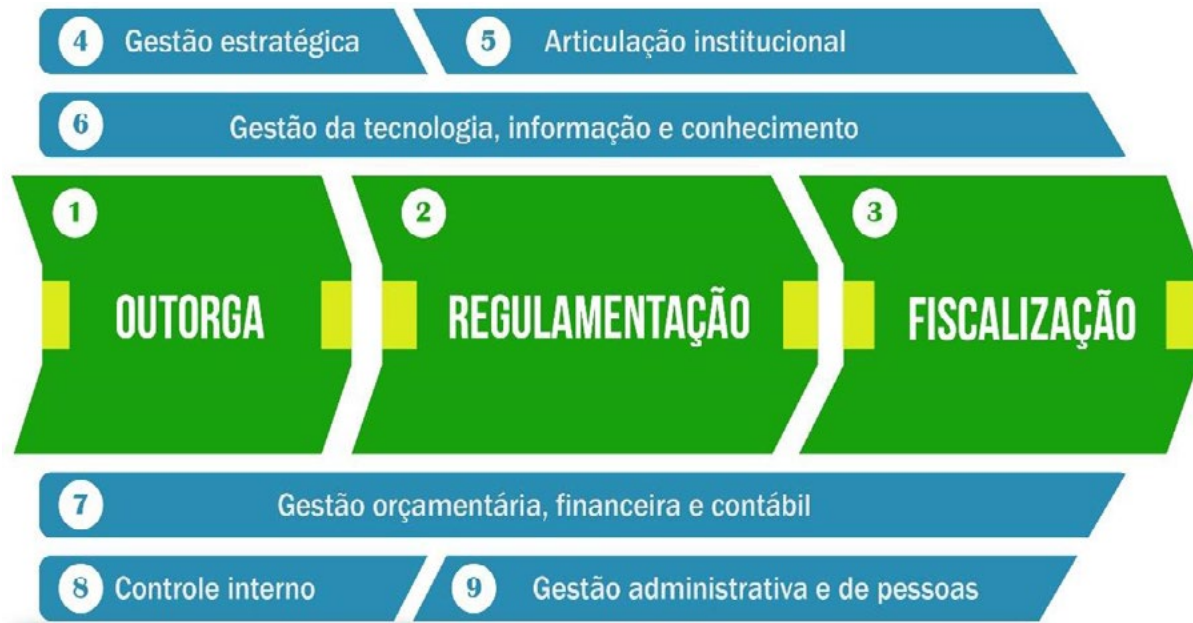 4 Gestão estratégica
5 Articulação institucional
6 Gestão da tecnologia, informação e conhecimento
1
OUTORGA
2
REGULAMENTAÇÃO
3
FISCALIZAÇÃO
7 Gestão orçamentária, financeira e contábil
8 Controle interno
9 Gestão administrativa e de pessoas